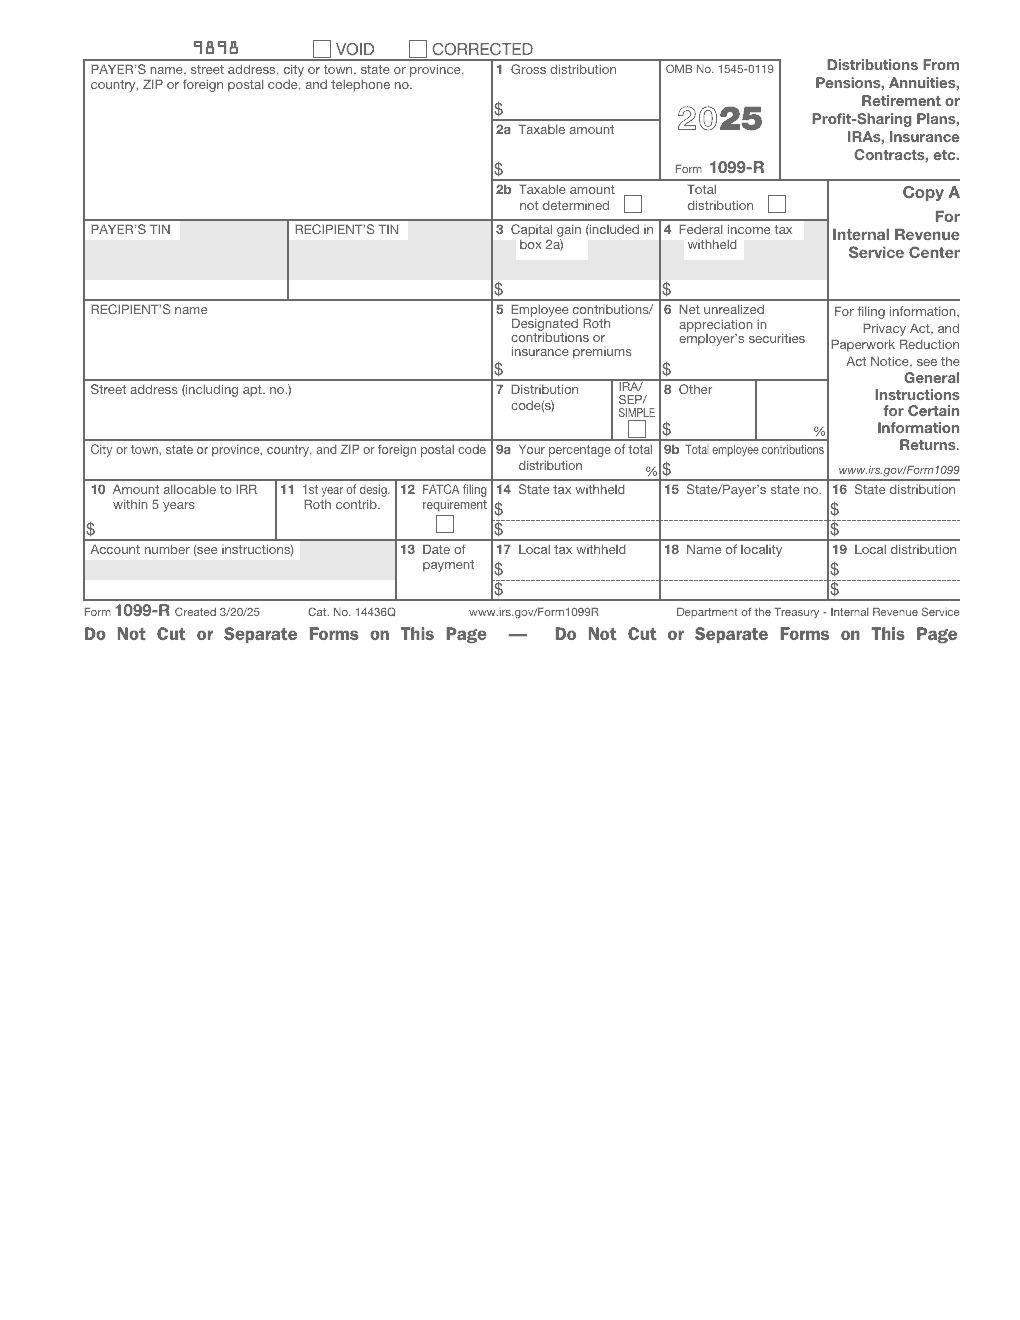 9898
VOID
CORRECTED
PAYER'S name, street address, city or town, state or province,
country, ZIP or foreign postal code, and telephone no.
1 Gross distribution
$
2a Taxable amount
$
OMB No. 1545-0119
2025
Form 1099-R
Distributions From
Pensions, Annuities,
Retirement or
Profit-Sharing Plans,
IRAs, Insurance
Contracts, etc.
2b Taxable amount
not determined
Total
distribution
Copy A
For
Internal Revenue
Service Center
PAYER'S TIN
RECIPIENT'S TIN
3 Capital gain (included in
box 2a)
$
4 Federal income tax
withheld
$
RECIPIENT'S name
5 Employee contributions/
Designated Roth
contributions or
insurance premiums
$
6 Net unrealized
appreciation in
employer's securities
$
For filing information,
Privacy Act, and
Paperwork Reduction
Act Notice, see the
General
Instructions
for Certain
Information
Returns.
www.irs.gov/Form1099
Street address (including apt. no.)
7 Distribution
code(s)
IRA/
SEP/
SIMPLE
8 Other
$
%
City or town, state or province, country, and ZIP or foreign postal code
9a Your percentage of total
distribution
%
9b Total employee contributions
$
10 Amount allocable to IRR
within 5 years
$
11 1st year of desig.
Roth contrib.
12 FATCA filing
requirement
14 State tax withheld
$
$
15 State/Payer's state no.
16 State distribution
$
$
Account number (see instructions)
13 Date of
payment
17 Local tax withheld
$
$
18 Name of locality
19 Local distribution
$
$
Form 1099-R Created 3/20/25
Cat. No. 14436Q
www.irs.gov/Form1099R
Department of the Treasury - Internal Revenue Service
Do Not Cut or Separate Forms on This Page — Do Not Cut or Separate Forms on This Page